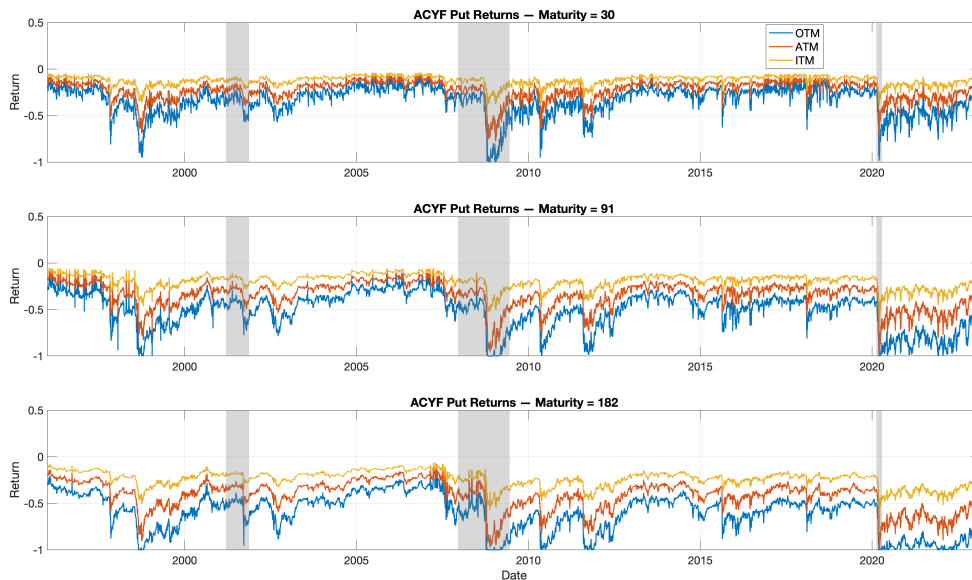 ACYF Put Returns — Maturity = 30
0.5
0
-0.5
-1
Return
OTM
ATM
ITM
2000
2005
2010
2015
2020
ACYF Put Returns — Maturity = 91
0.5
0
-0.5
-1
Return
2000
2005
2010
2015
2020
ACYF Put Returns — Maturity = 182
0.5
0
-0.5
-1
Return
2000
2005
2010
2015
2020
Date